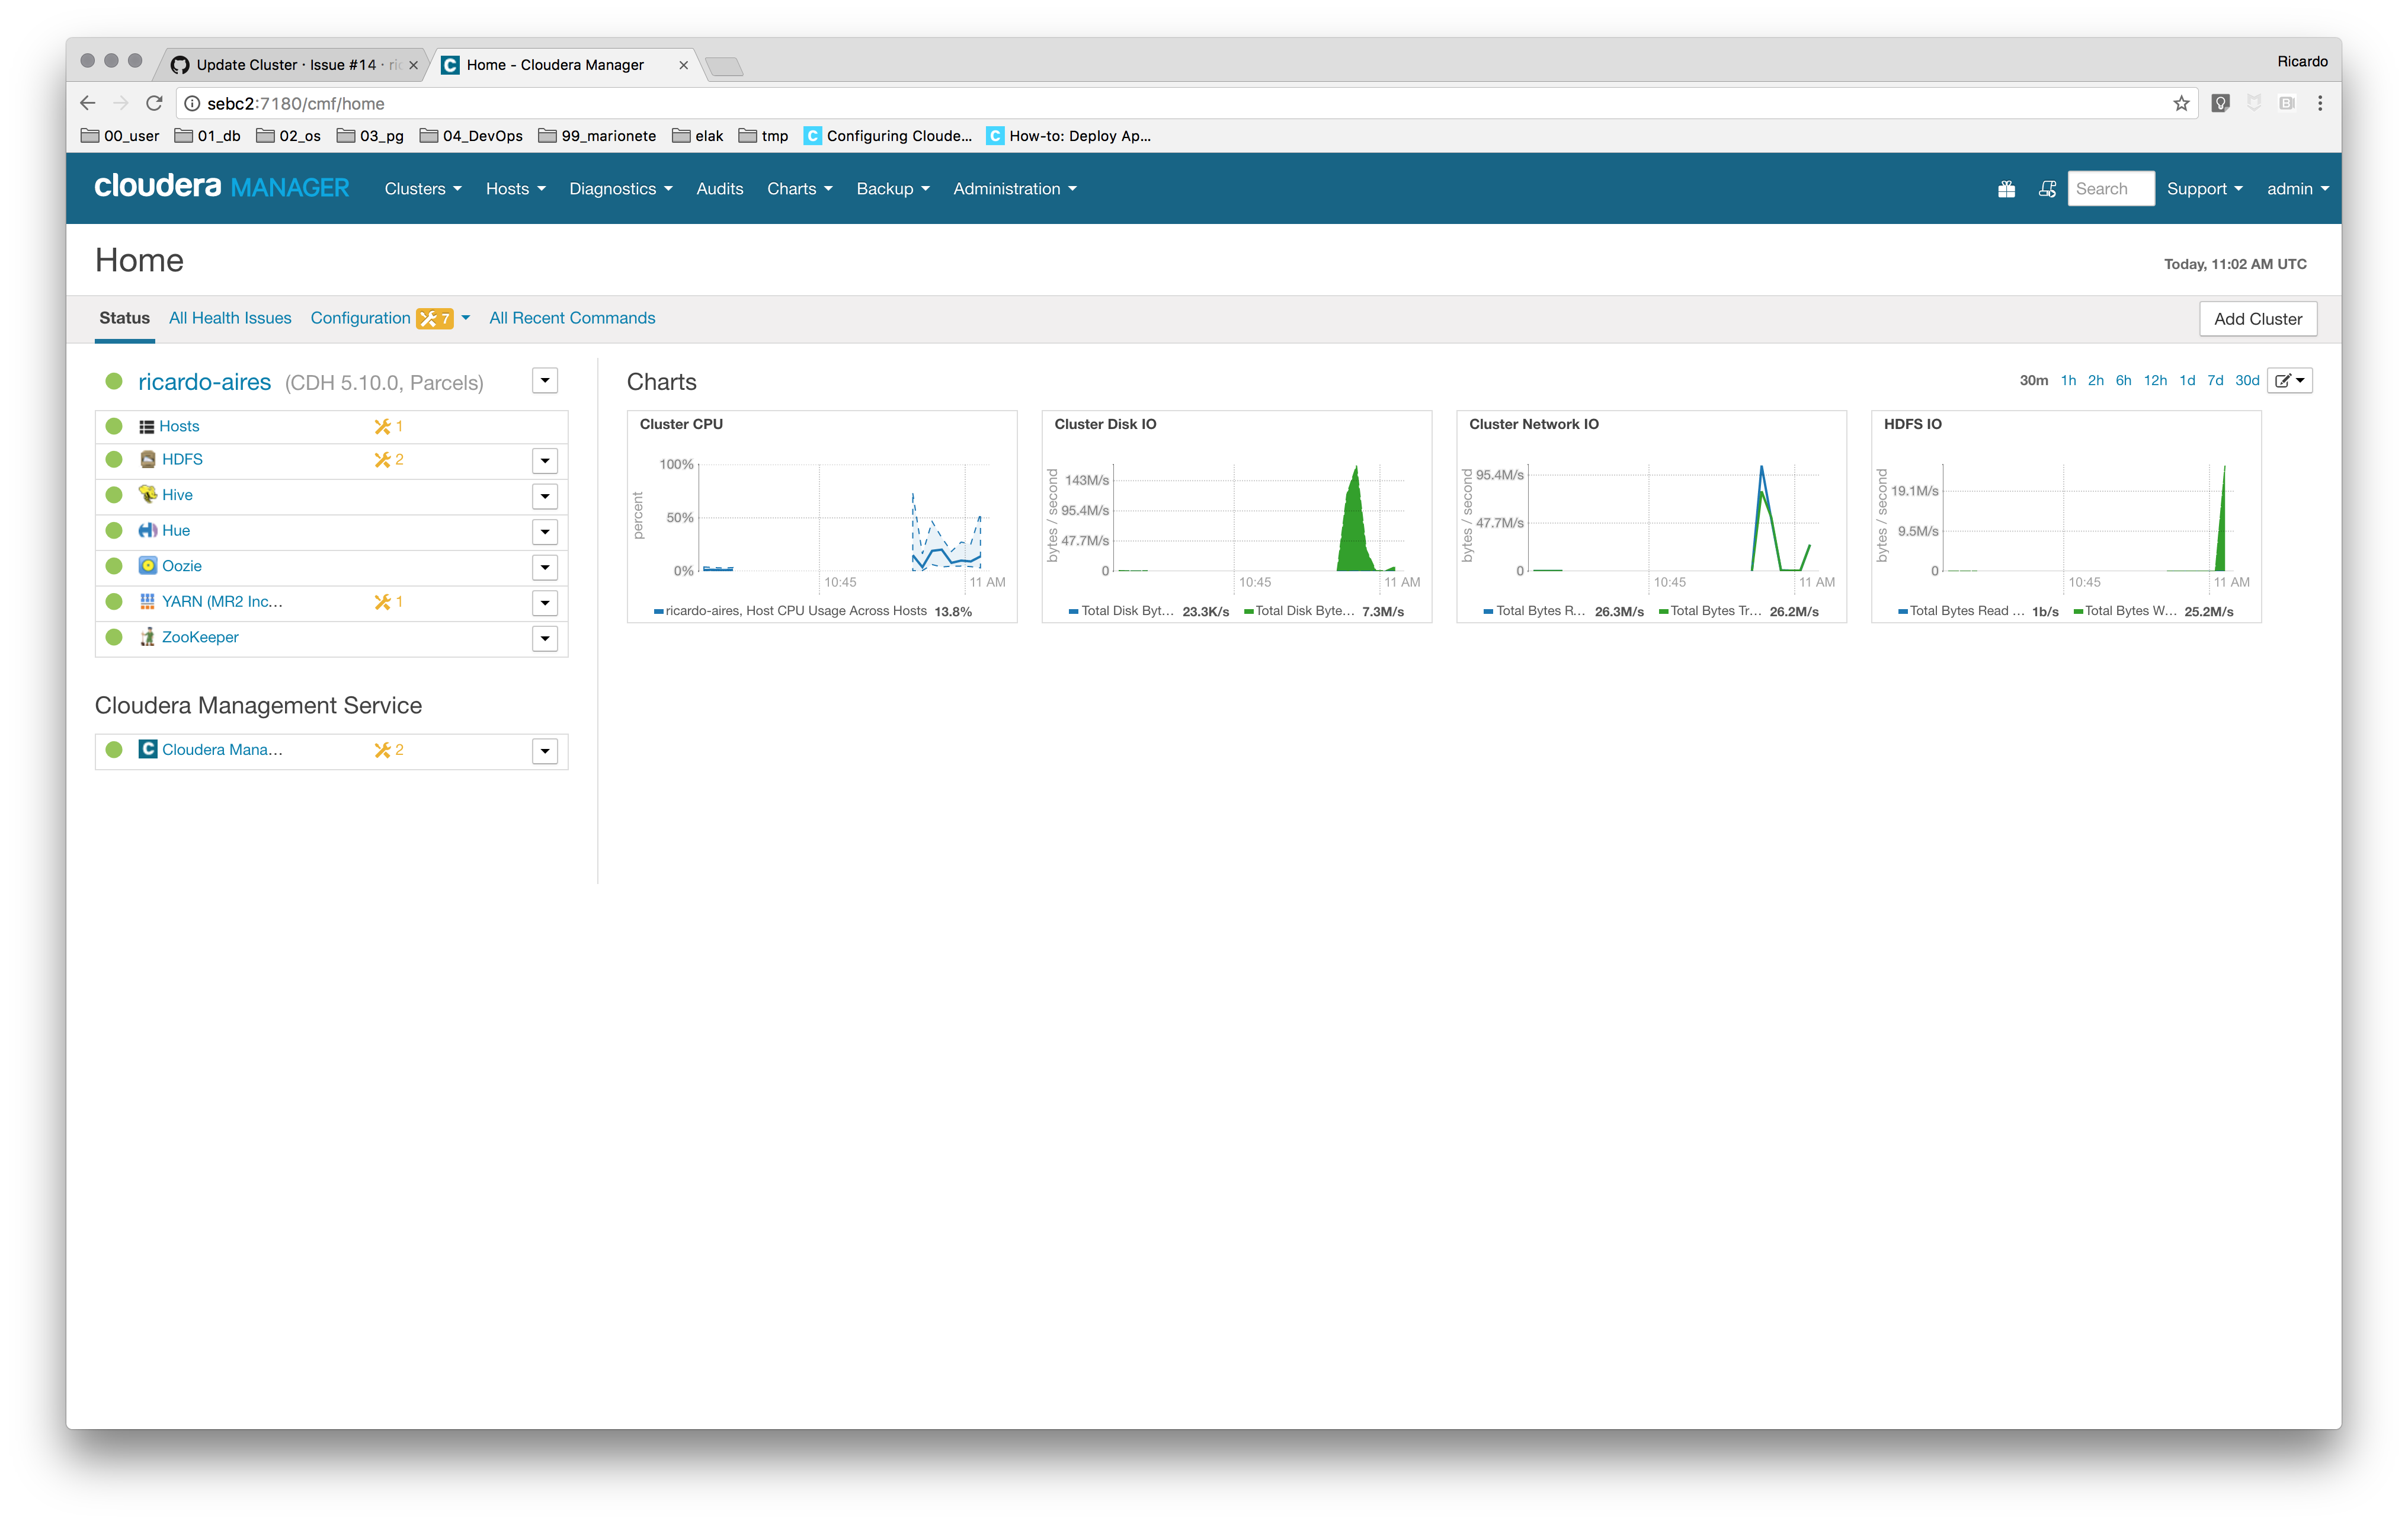 Update Cluster · Issue #14 · ric
Home - Cloudera Manager
Ricardo
sebc2:7180/cmf/home
00_user 01_db 02_os 03_pg 04_DevOps 99_marionete elak tmp Configuring Cloude... How-to: Deploy Ap...
cloudera MANAGER Clusters Hosts Diagnostics Audits Charts Backup Administration Search Support admin
Home
Today, 11:02 AM UTC
Status All Health Issues Configuration 7 All Recent Commands Add Cluster
ricardo-aires (CDH 5.10.0, Parcels)
Hosts 1
HDFS 2
Hive
Hue
Oozie
YARN (MR2 Inc... 1
ZooKeeper
Cloudera Management Service
Cloudera Mana... 2
Charts
30m 1h 2h 6h 12h 1d 7d 30d
Cluster CPU
percent
100%
50%
0%
10:45 11 AM
ricardo-aires, Host CPU Usage Across Hosts 13.8%
Cluster Disk IO
bytes / second
143M/s
95.4M/s
47.7M/s
0
10:45 11 AM
Total Disk Byt... 23.3K/s Total Disk Byte... 7.3M/s
Cluster Network IO
bytes / second
95.4M/s
47.7M/s
0
10:45 11 AM
Total Bytes R... 26.3M/s Total Bytes Tr... 26.2M/s
HDFS IO
bytes / second
19.1M/s
9.5M/s
0
10:45 11 AM
Total Bytes Read ... 1b/s Total Bytes W... 25.2M/s